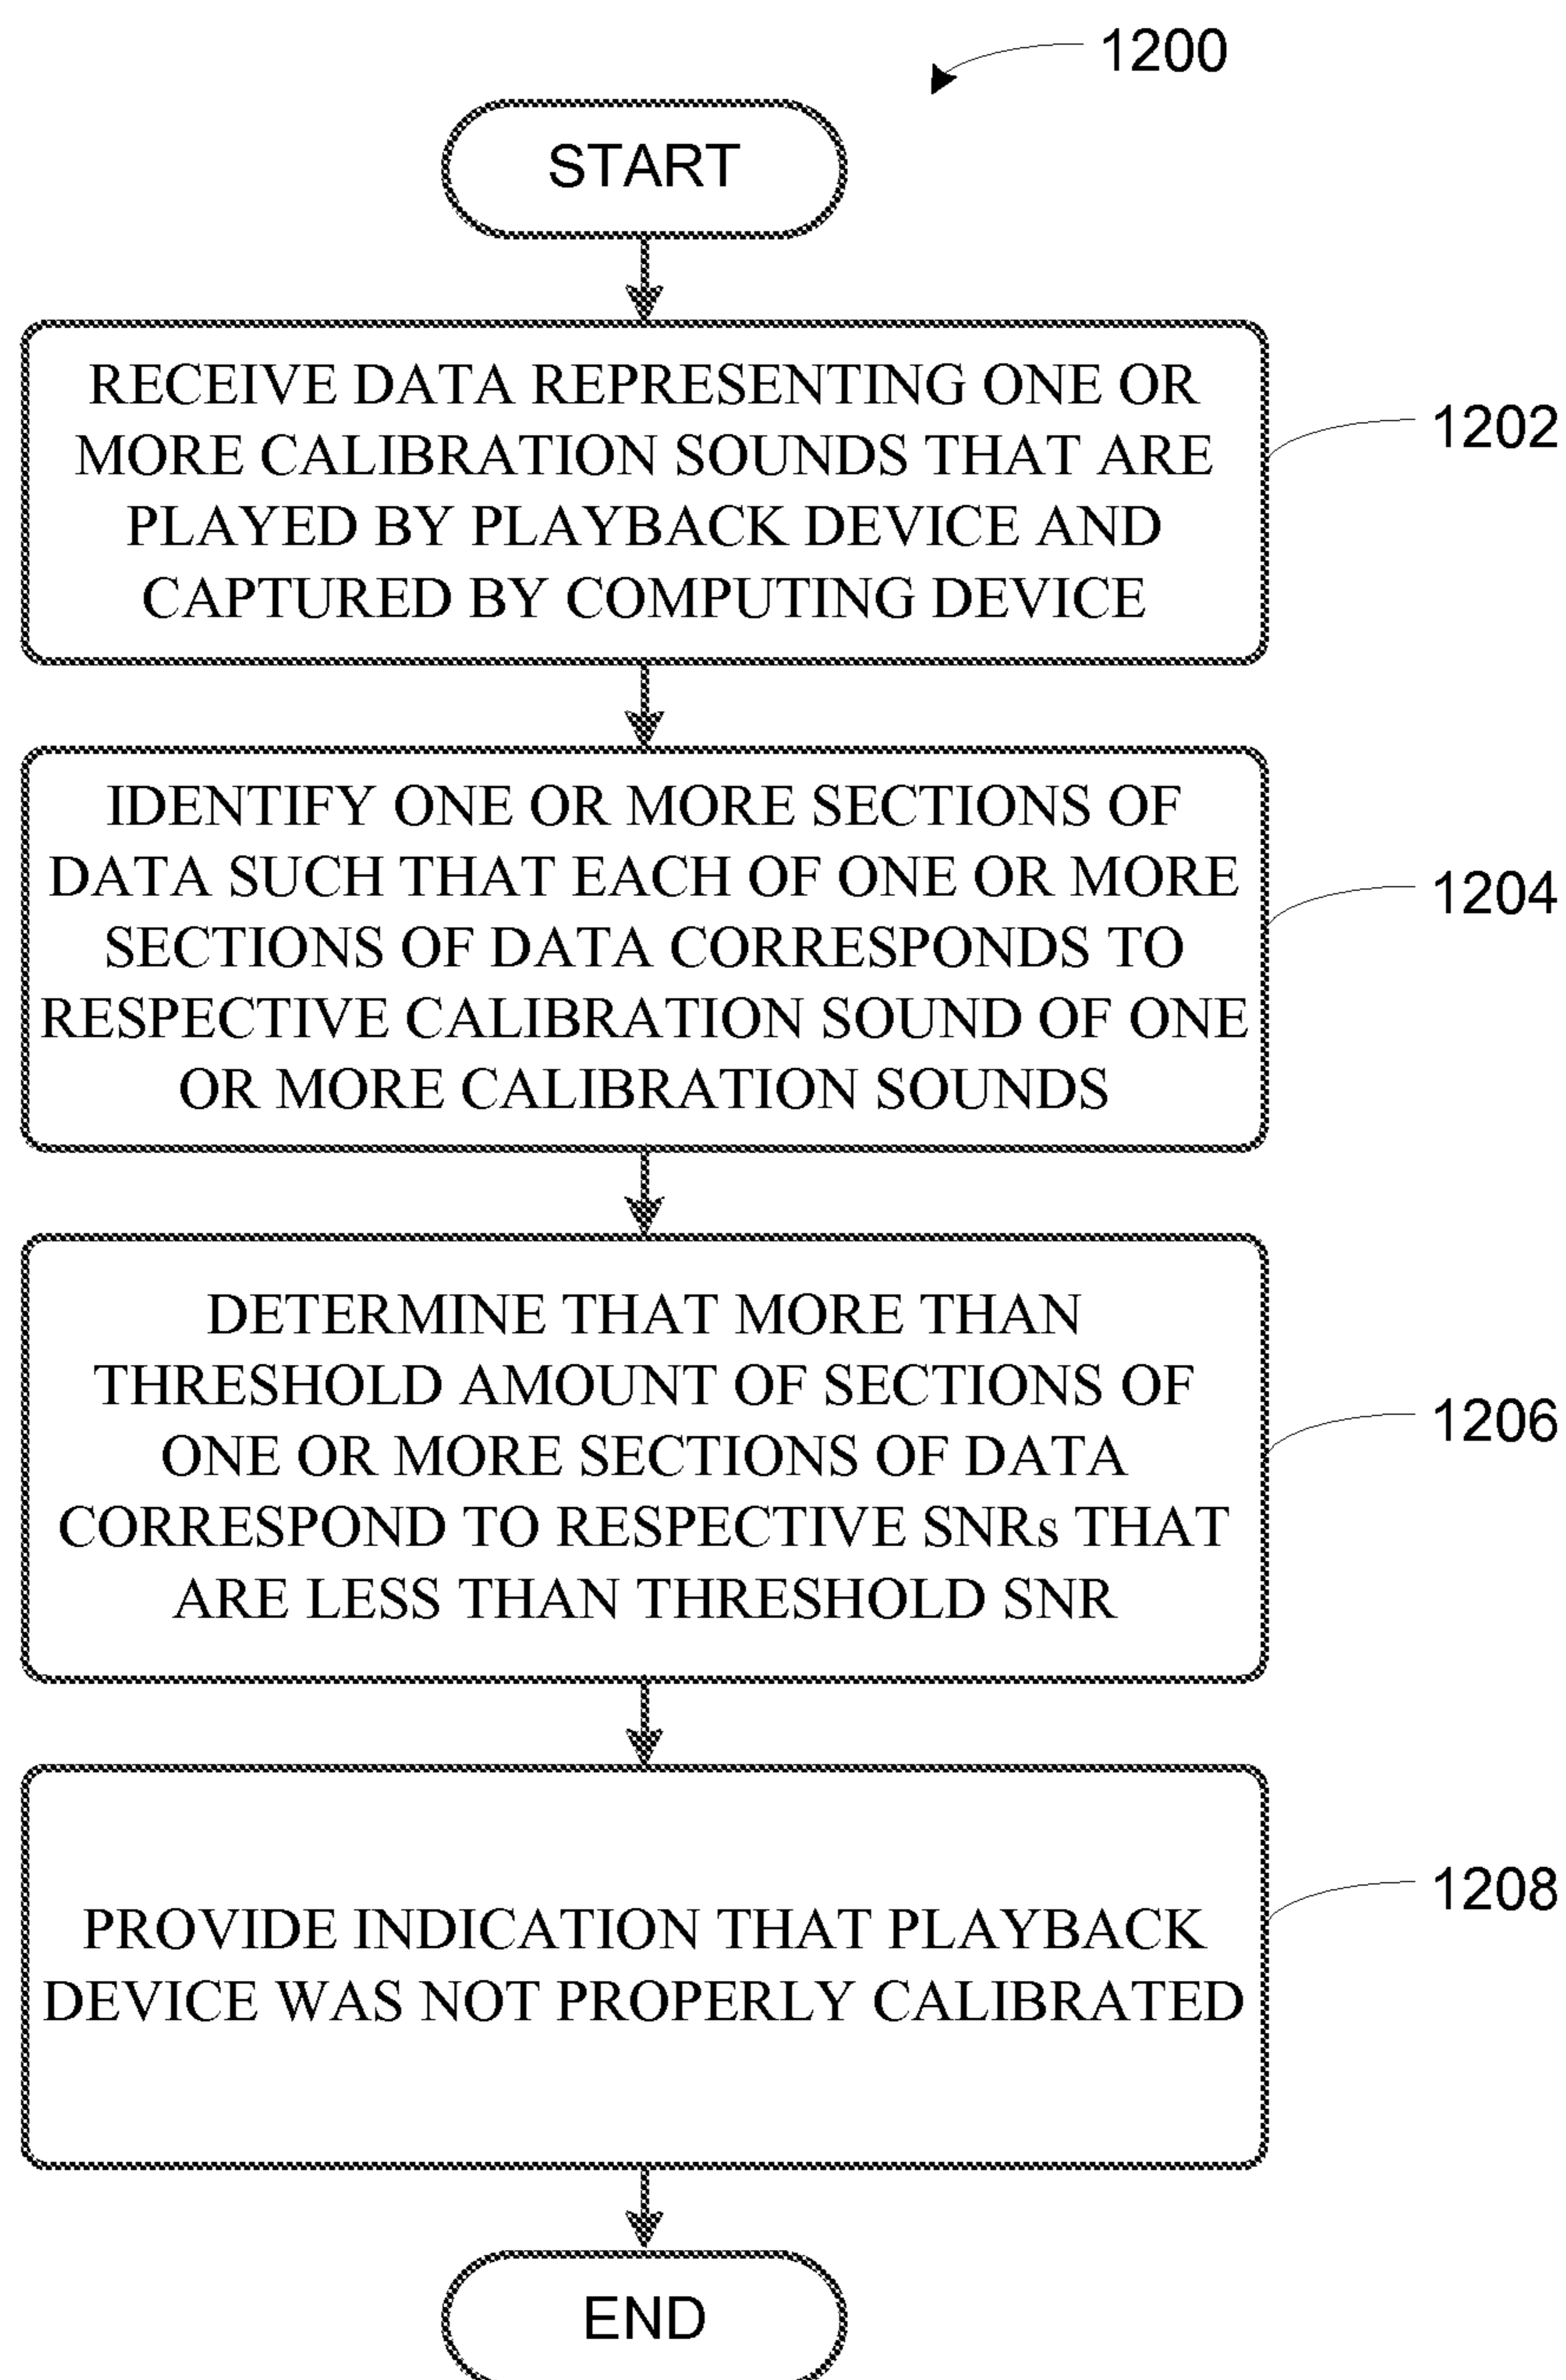 1200
START
RECEIVE DATA REPRESENTING ONE OR
MORE CALIBRATION SOUNDS THAT ARE
PLAYED BY PLAYBACK DEVICE AND
CAPTURED BY COMPUTING DEVICE
1202
IDENTIFY ONE OR MORE SECTIONS OF
DATA SUCH THAT EACH OF ONE OR MORE
SECTIONS OF DATA CORRESPONDS TO
RESPECTIVE CALIBRATION SOUND OF ONE
OR MORE CALIBRATION SOUNDS
1204
DETERMINE THAT MORE THAN
THRESHOLD AMOUNT OF SECTIONS OF
ONE OR MORE SECTIONS OF DATA
CORRESPOND TO RESPECTIVE SNRs THAT
ARE LESS THAN THRESHOLD SNR
1206
PROVIDE INDICATION THAT PLAYBACK
DEVICE WAS NOT PROPERLY CALIBRATED
1208
END